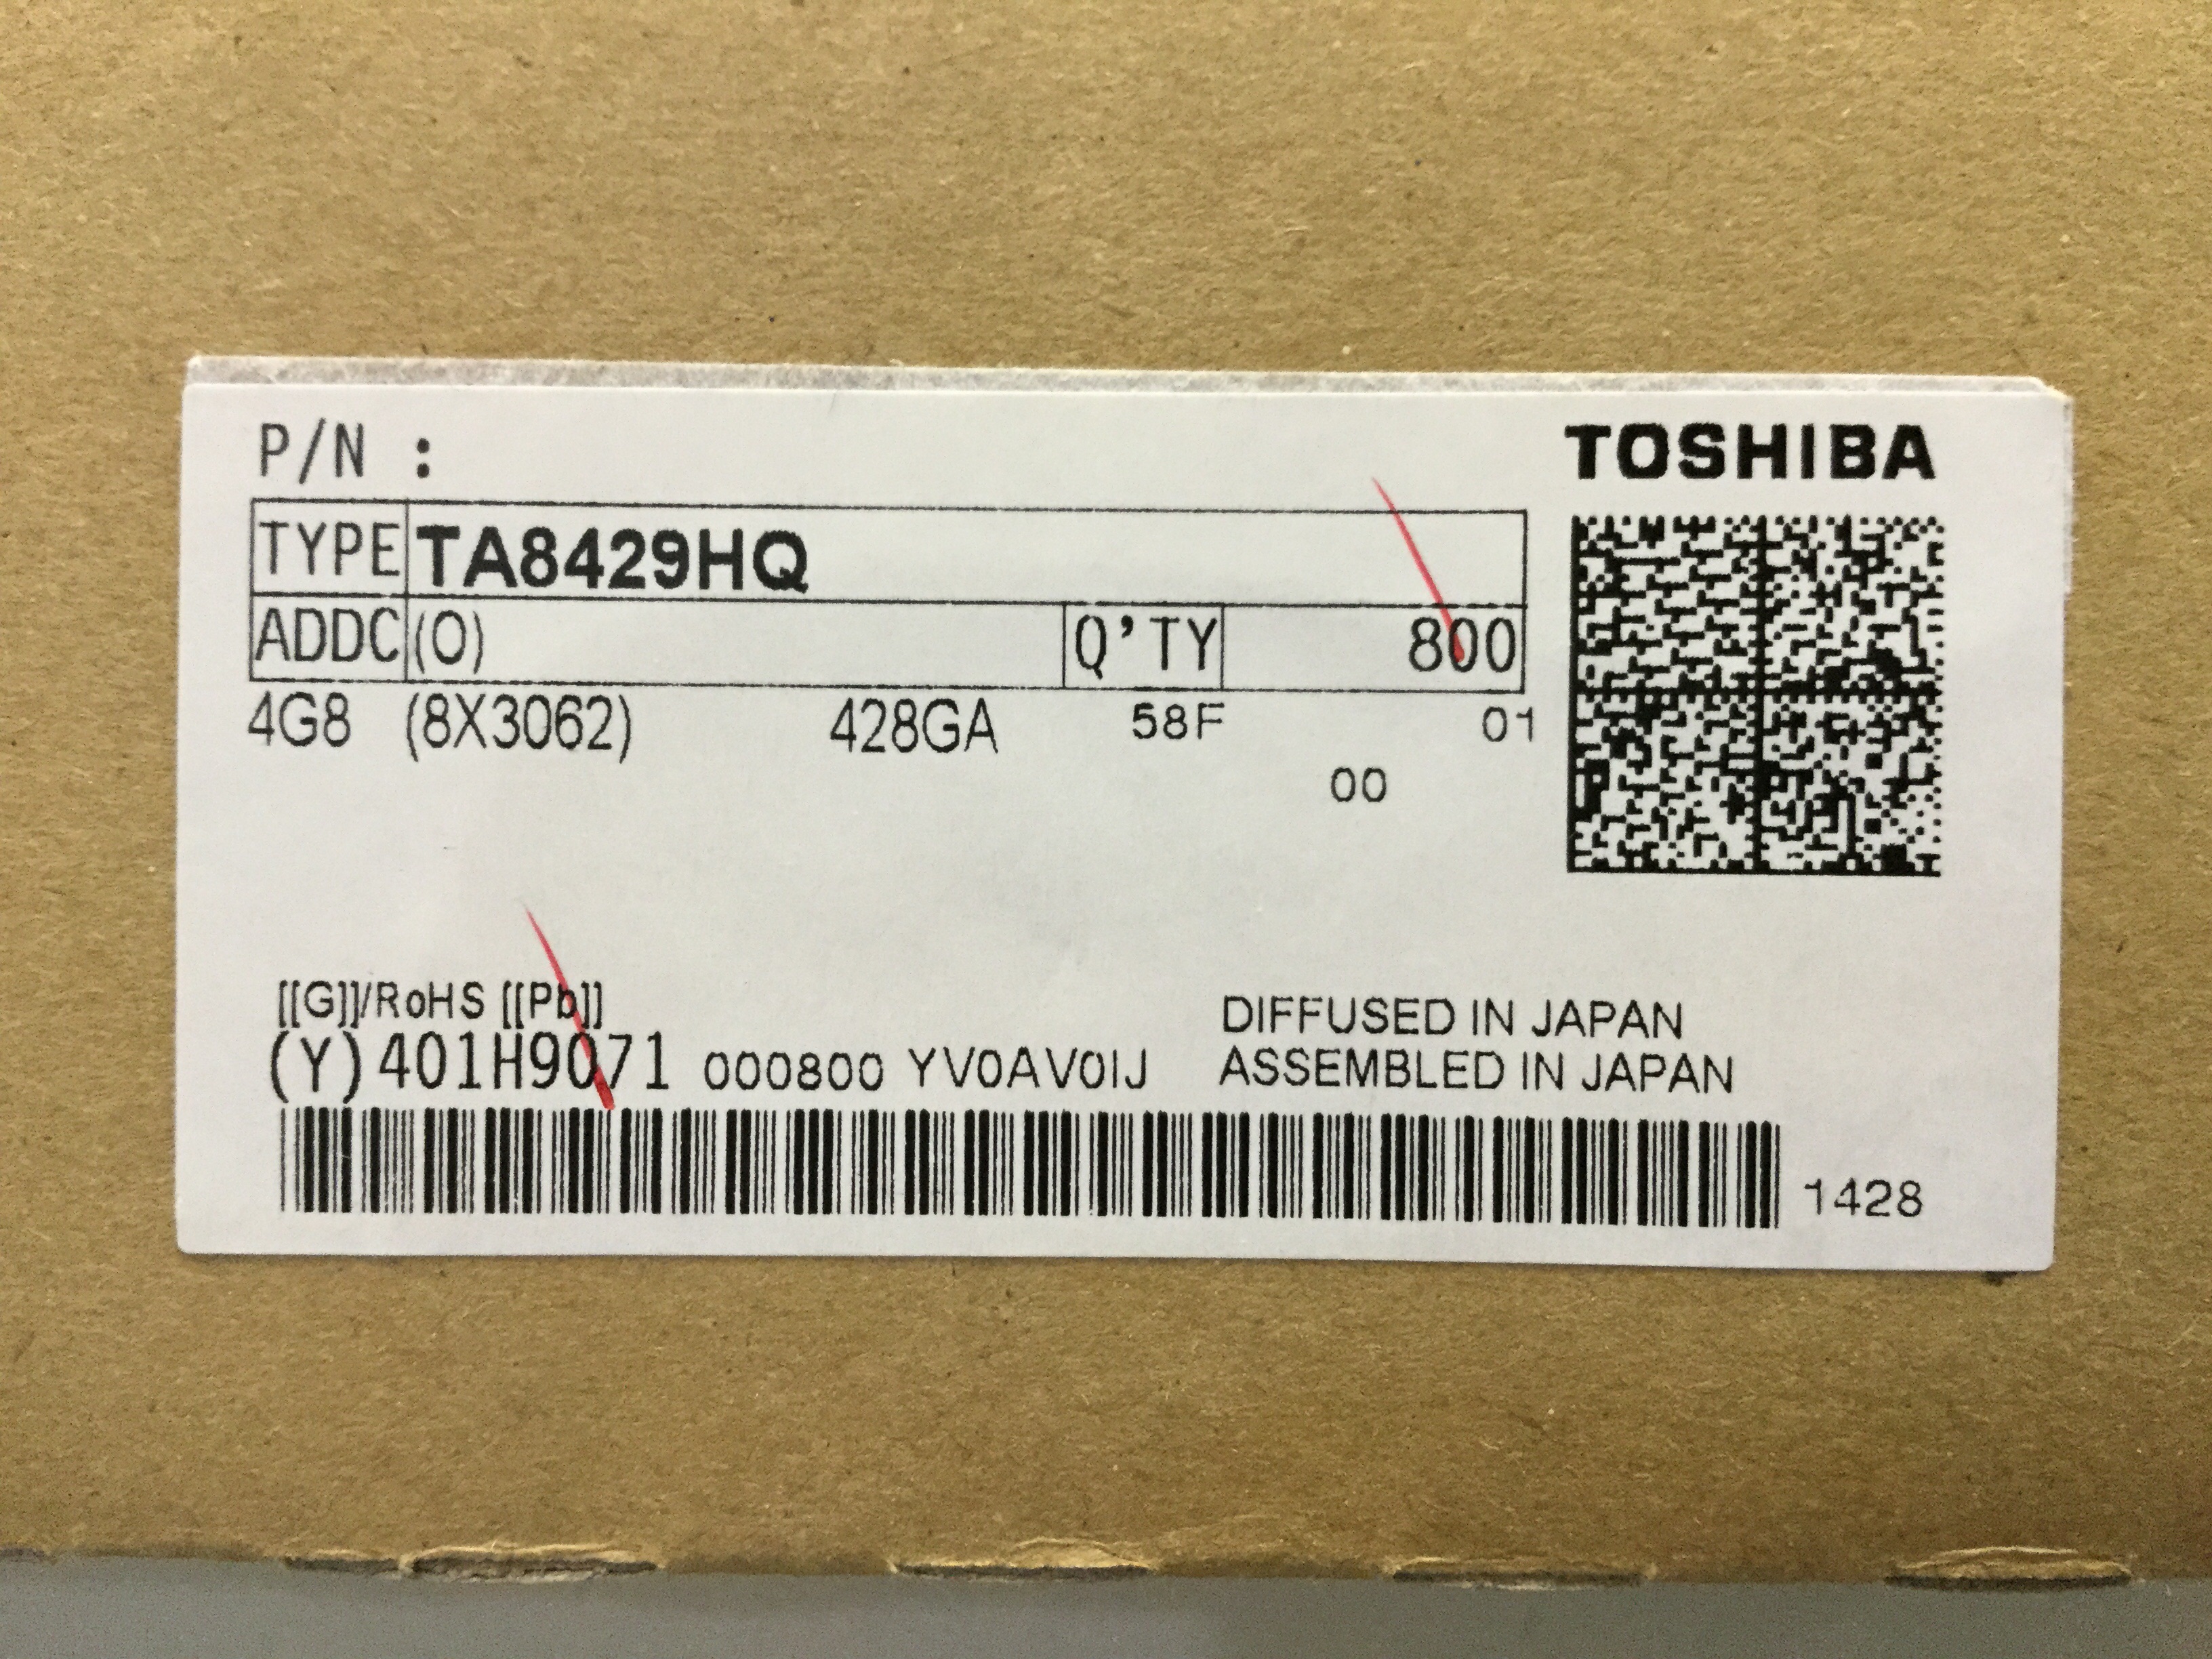 P/N :
TOSHIBA
TYPE TA8429HQ
ADDC (O) Q'TY 800
4G8 (8X3062) 428GA 58F 01
00
[[G]]/RoHS [[Pb]]
DIFFUSED IN JAPAN
(Y)401H9071 000800 YV0AV0IJ ASSEMBLED IN JAPAN
1428